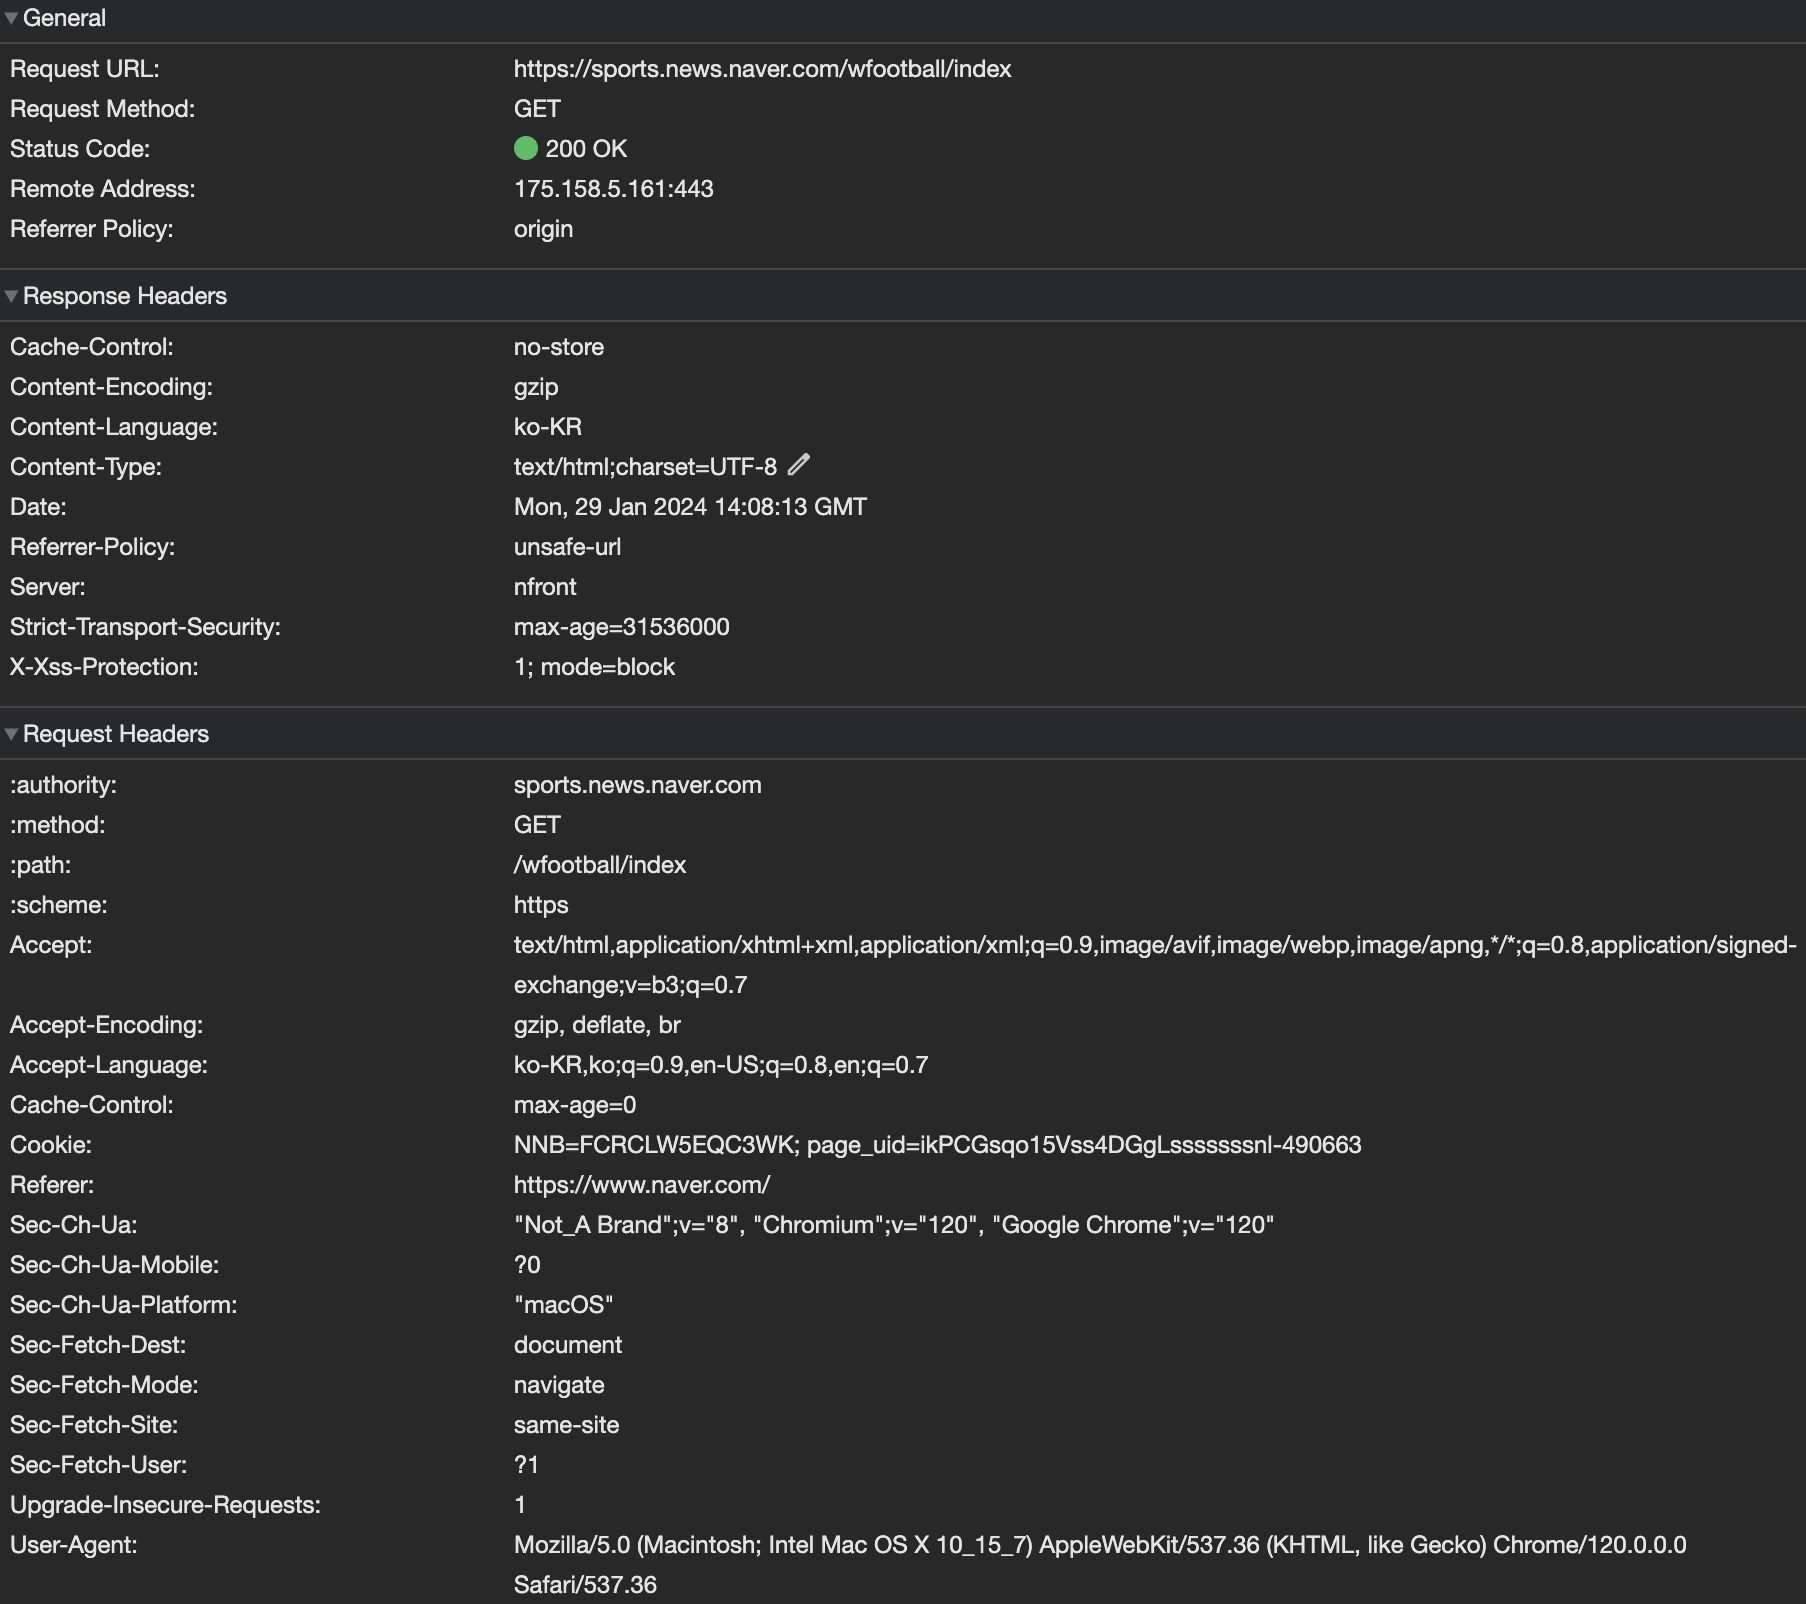 General
Request URL: https://sports.news.naver.com/wfootball/index
Request Method: GET
Status Code: 200 OK
Remote Address: 175.158.5.161:443
Referrer Policy: origin
Response Headers
Cache-Control: no-store
Content-Encoding: gzip
Content-Language: ko-KR
Content-Type: text/html;charset=UTF-8
Date: Mon, 29 Jan 2024 14:08:13 GMT
Referrer-Policy: unsafe-url
Server: nfront
Strict-Transport-Security: max-age=31536000
X-Xss-Protection: 1; mode=block
Request Headers
:authority: sports.news.naver.com
:method: GET
:path: /wfootball/index
:scheme: https
Accept: text/html,application/xhtml+xml,application/xml;q=0.9,image/avif,image/webp,image/apng,*/*;q=0.8,application/signed-
exchange;v=b3;q=0.7
Accept-Encoding: gzip, deflate, br
Accept-Language: ko-KR,ko;q=0.9,en-US;q=0.8,en;q=0.7
Cache-Control: max-age=0
Cookie: NNB=FCRCLW5EQC3WK; page_uid=ikPCGsqo15Vss4DGgLsssssssnl-490663
Referer: https://www.naver.com/
Sec-Ch-Ua: "Not_A Brand";v="8", "Chromium";v="120", "Google Chrome";v="120"
Sec-Ch-Ua-Mobile: ?0
Sec-Ch-Ua-Platform: "macOS"
Sec-Fetch-Dest: document
Sec-Fetch-Mode: navigate
Sec-Fetch-Site: same-site
Sec-Fetch-User: ?1
Upgrade-Insecure-Requests: 1
User-Agent: Mozilla/5.0 (Macintosh; Intel Mac OS X 10_15_7) AppleWebKit/537.36 (KHTML, like Gecko) Chrome/120.0.0.0
Safari/537.36